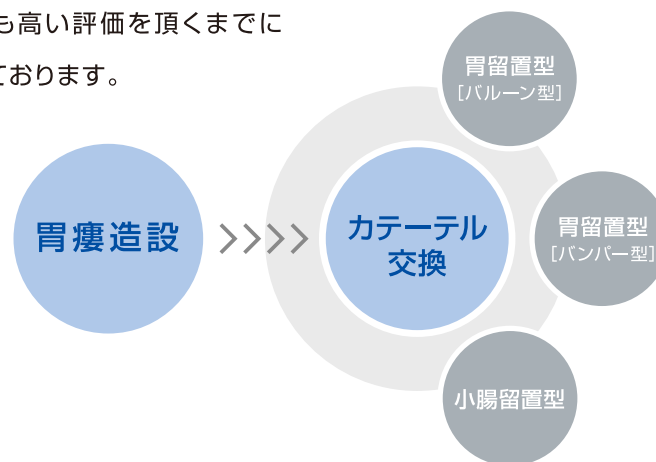 も高い評価を頂くまでに
ております。
胃瘻造設
カテーテル
交換
胃留置型
[バルーン型]
胃留置型
[バンパー型]
小腸留置型